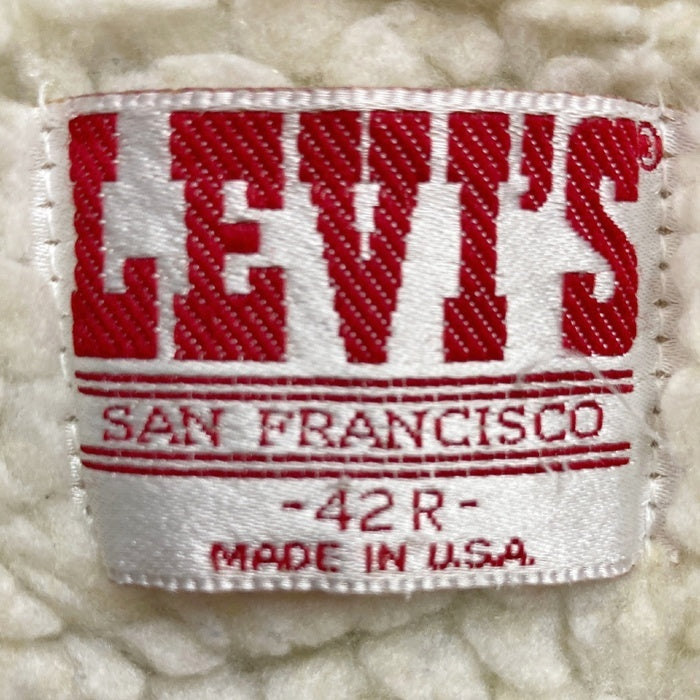 LEVI'S®
SAN FRANCISCO
-42R-
MADE IN U.S.A.